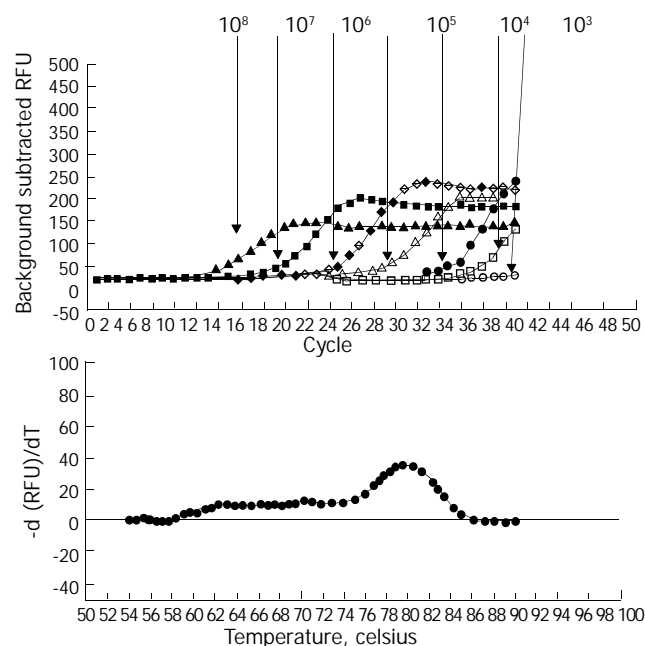 10⁸ 10⁷ 10⁶ 10⁵ 10⁴ 10³
Background subtracted RFU
500
450
400
350
300
250
200
150
100
50
0
-50
0 2 4 6 8 10 12 14 16 18 20 22 24 26 28 30 32 34 36 38 40 42 44 46 48 50
Cycle
-d (RFU)/dT
100
80
60
40
20
0
-20
-40
50 52 54 56 58 60 62 64 66 68 70 72 74 76 78 80 82 84 86 88 90 92 94 96 98 100
Temperature, celsius